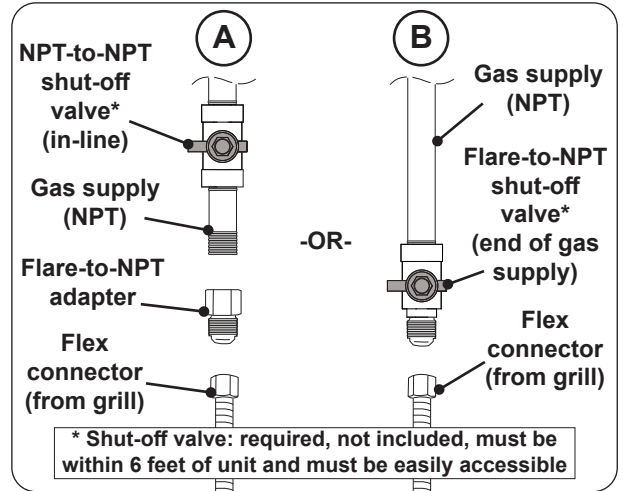 A
NPT-to-NPT
shut-off
valve*
(in-line)
Gas supply
(NPT)
Flare-to-NPT
adapter
Flex
connector
(from grill)
-OR-
B
Gas supply
(NPT)
Flare-to-NPT
shut-off
valve*
(end of gas
supply)
Flex
connector
(from grill)
* Shut-off valve: required, not included, must be
within 6 feet of unit and must be easily accessible